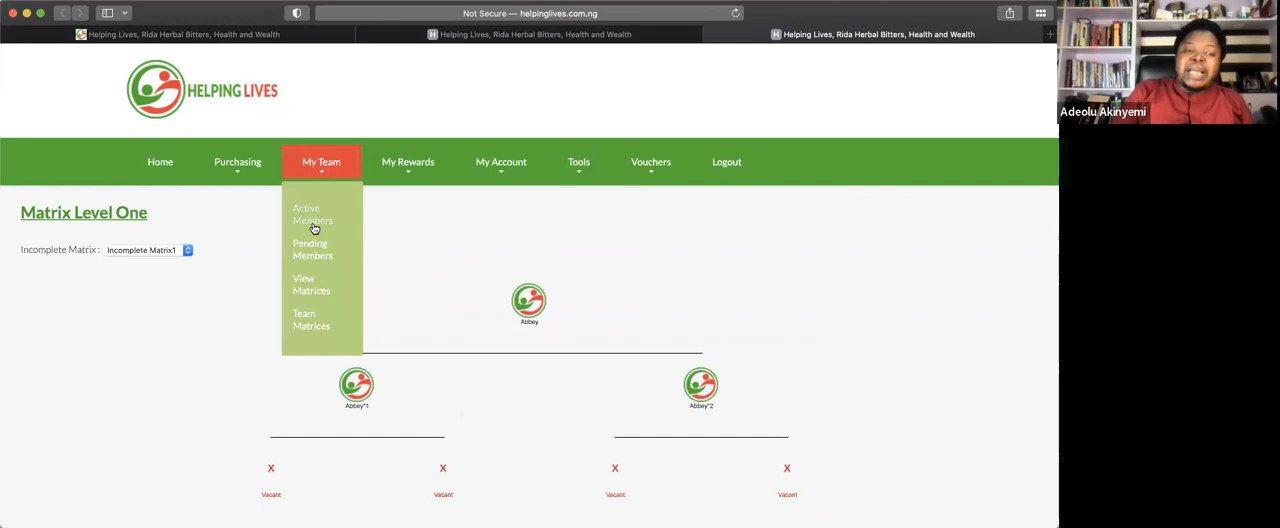 Not Secure — helpinglives.com.ng
Helping Lives, Rida Herbal Bitters, Health and Wealth
H Helping Lives, Rida Herbal Bitters, Health and Wealth
H Helping Lives, Rida Herbal Bitters, Health and Wealth
Adeolu Akinyemi
HELPING LIVES
Home
Purchasing
My Team
My Rewards
My Account
Tools
Vouchers
Logout
Active
Members
Pending
Members
View
Matrices
Team
Matrices
Matrix Level One
Incomplete Matrix : Incomplete Matrix1
Abbey
Abbey*1
Abbey*2
X
X
X
X
Vacant
Vacant
Vacant
Vacant